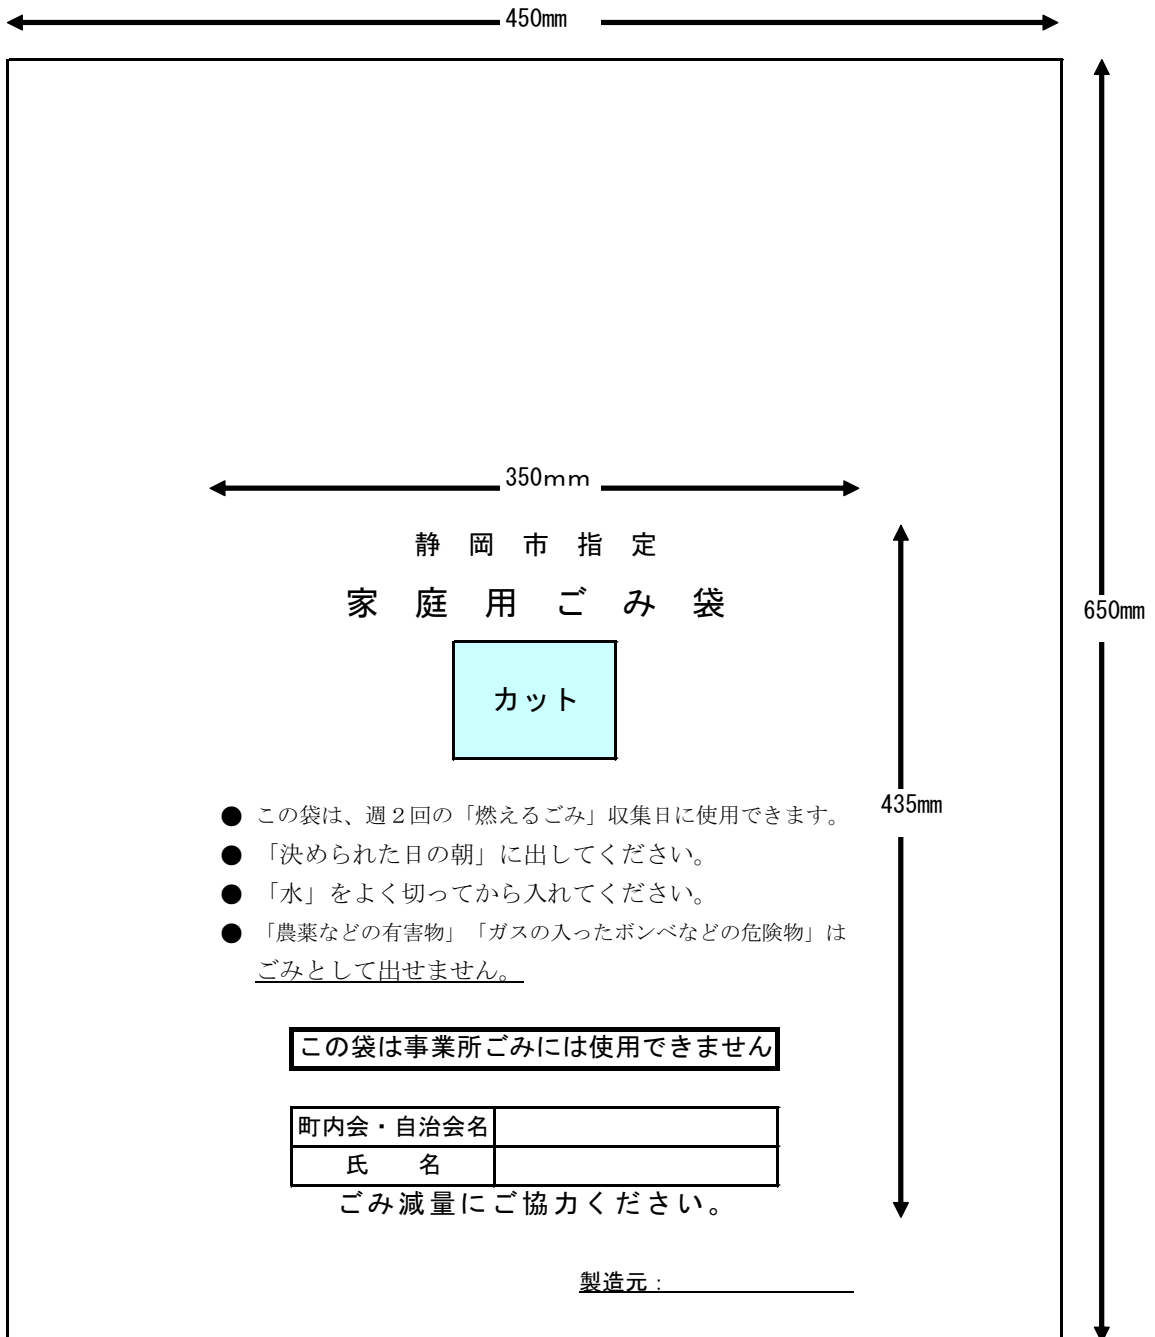 450mm
350mm
静岡市指定
家庭用ごみ袋
650mm
カット
435mm
● この袋は、週２回の「燃えるごみ」収集日に使用できます。
● 「決められた日の朝」に出してください。
● 「水」をよく切ってから入れてください。
● 「農薬などの有害物」「ガスの入ったボンベなどの危険物」は
ごみとして出せません。
この袋は事業所ごみには使用できません
町内会・自治会名
氏　　名
ごみ減量にご協力ください。
製造元：